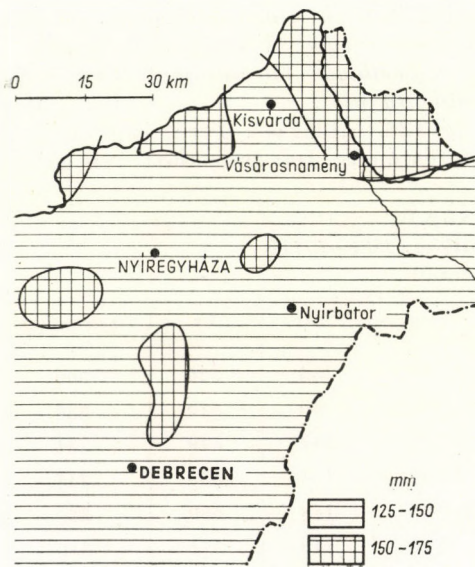 0 15 30 km
Kisvárda
Vásárosnamény
NYÍREGYHÁZA
Nyírbátor
DEBRECEN
mm
125-150
150-175